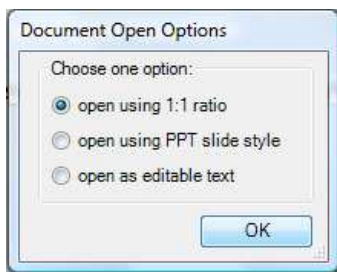 Document Open Options
Choose one option:
open using 1:1 ratio
open using PPT slide style
open as editable text
OK